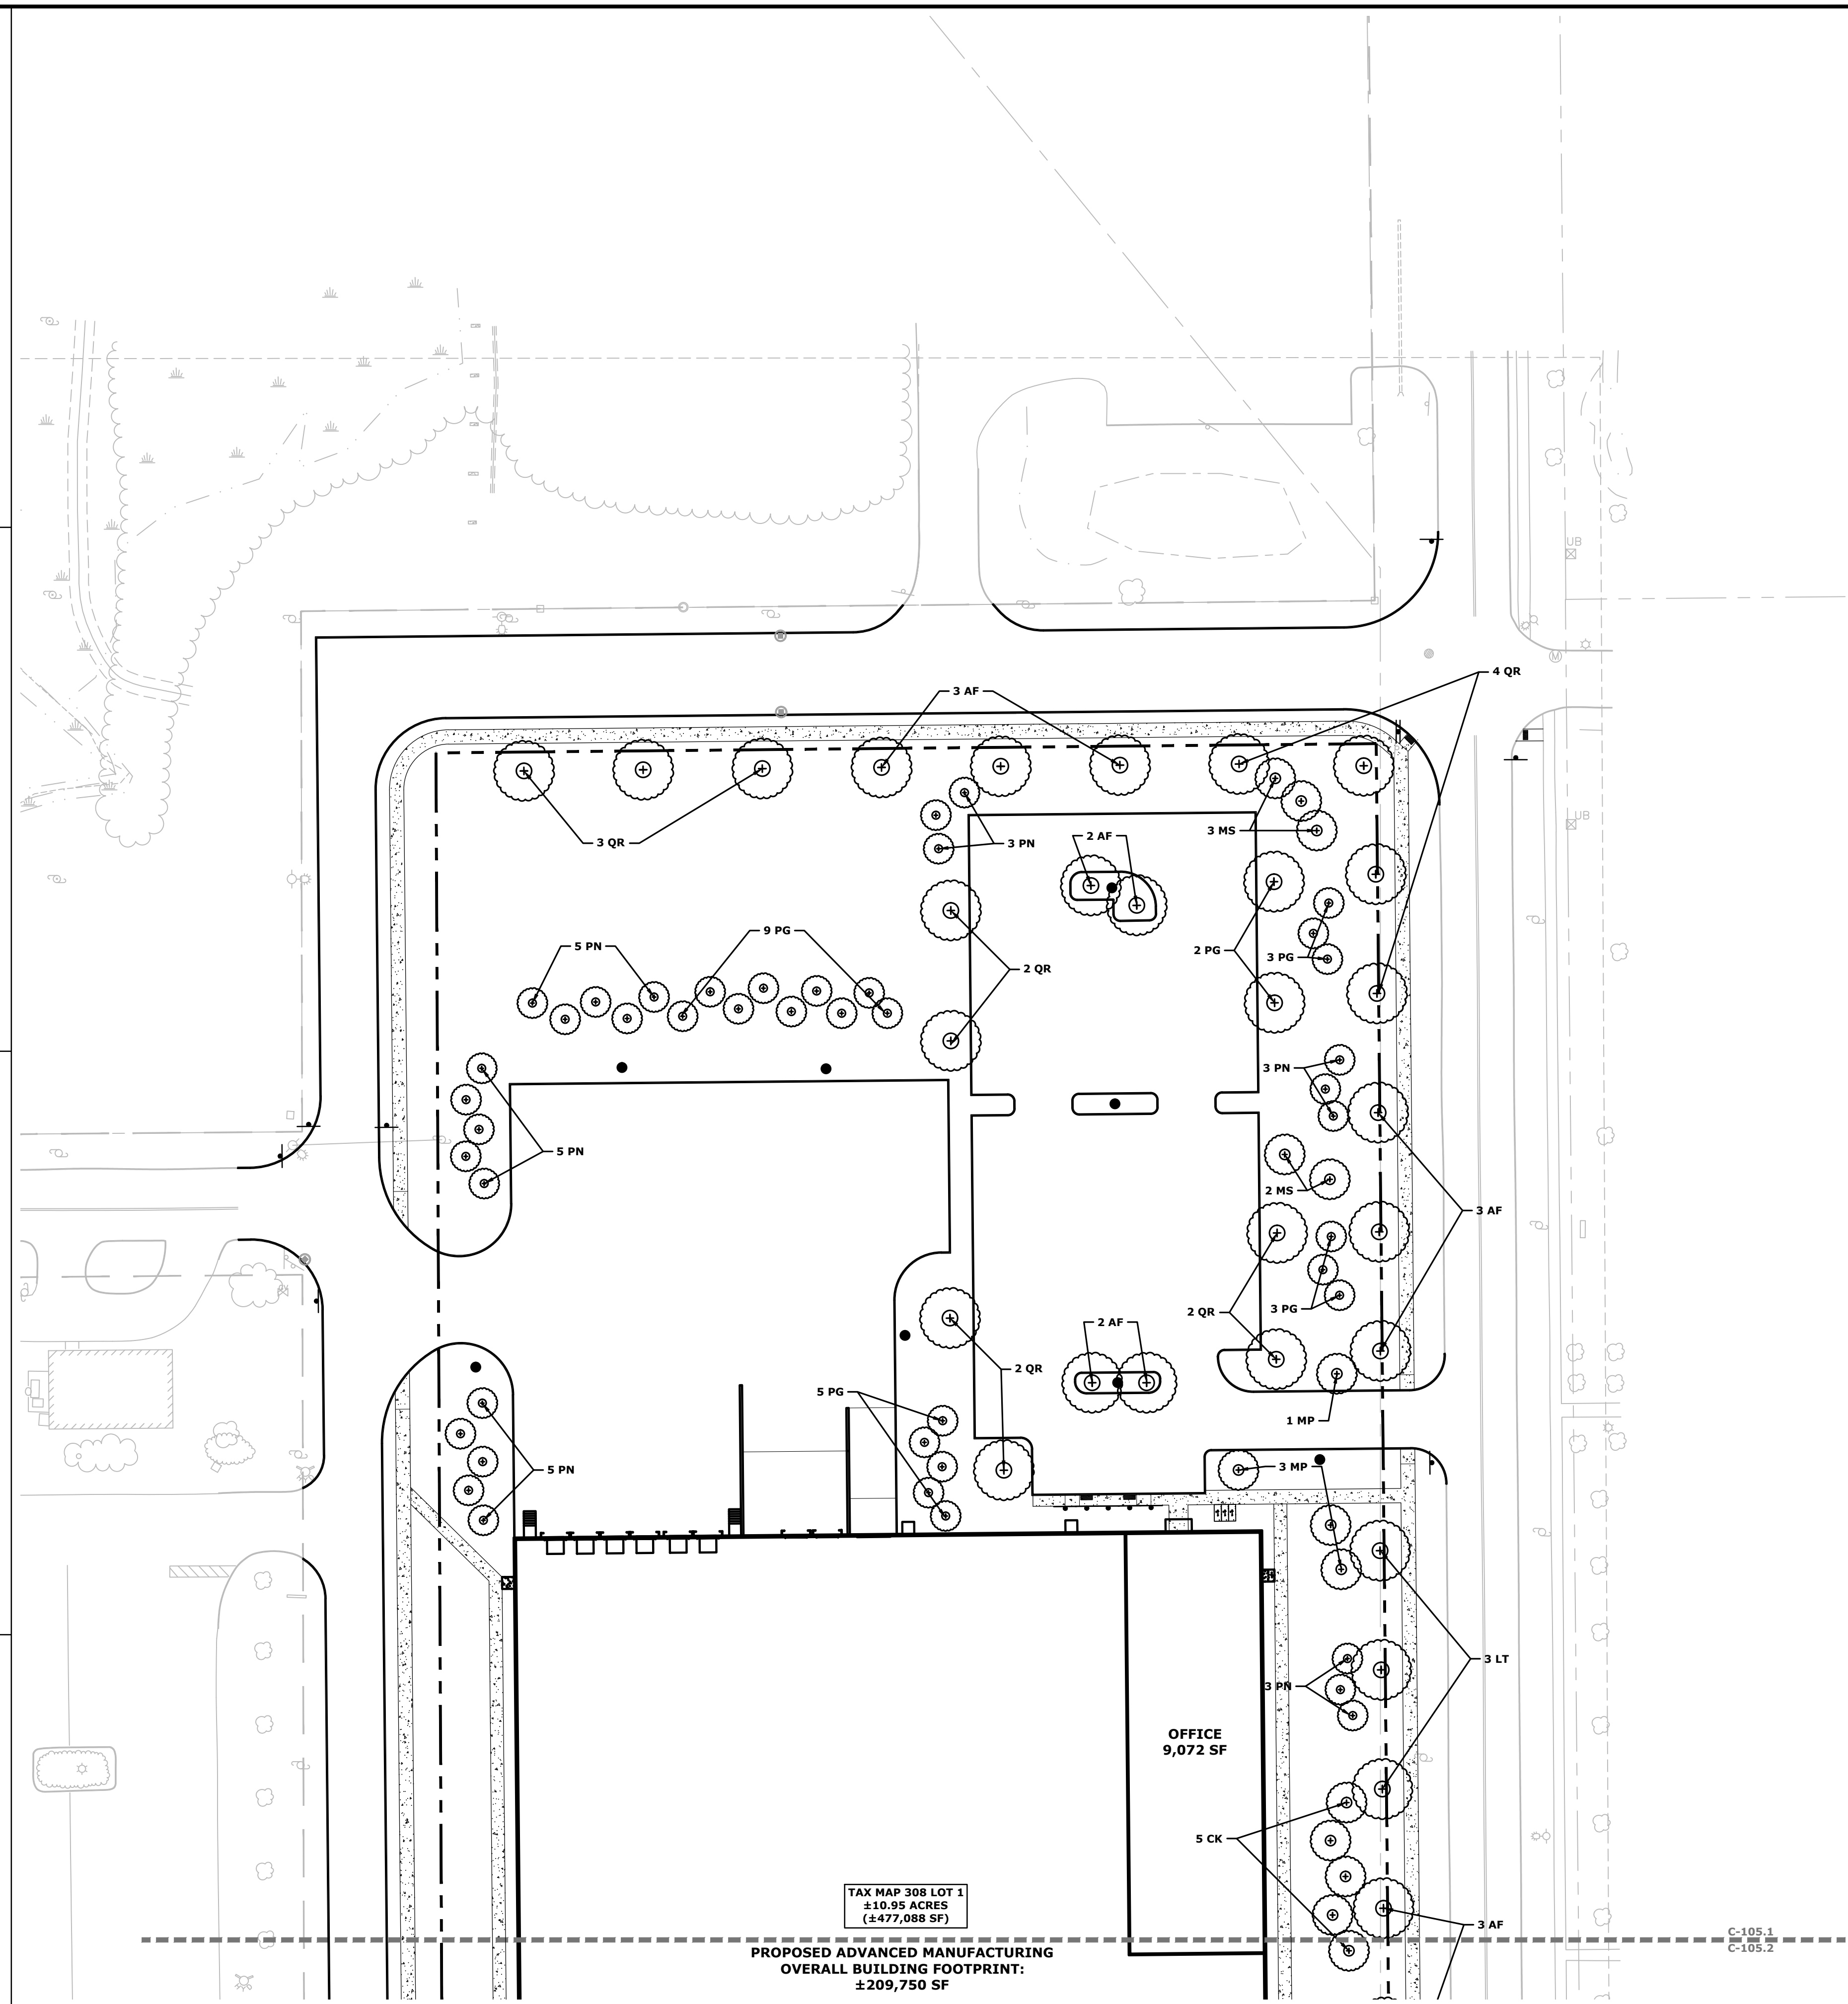 UB
M
4 QR
3 AF
3 MS
3 QR
3 PN
2 AF
UB
9 PG
5 PN
2 PG
3 PG
2 QR
3 PN
5 PN
2 MS
3 AF
3 PG
2 QR
2 AF
2 QR
5 PG
1 MP
5 PN
3 MP
3 LT
3 PN
OFFICE
9,072 SF
5 CK
TAX MAP 308 LOT 1
±10.95 ACRES
(±477,088 SF)
3 AF
C-105.1
C-105.2
PROPOSED ADVANCED MANUFACTURING
OVERALL BUILDING FOOTPRINT:
±209,750 SF